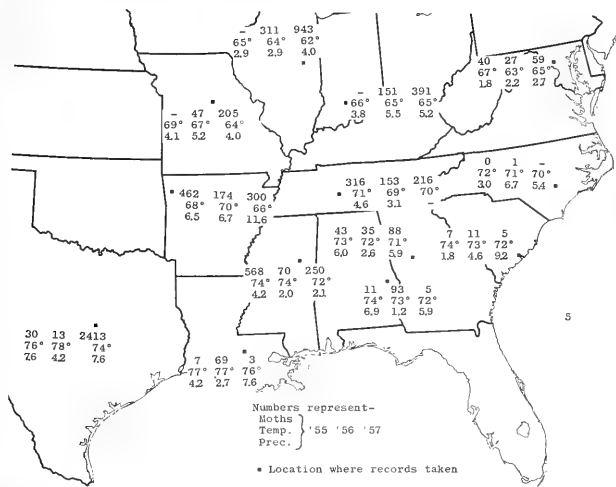 - 311 943
65° 64° 62°
2.9 2.9 4.0
40 27 59
67° 63° 65°
1.8 2.2 2.7
- 47 205
69° 67° 64°
4.1 5.2 4.0
- 151 391
66° 65° 65°
3.8 5.5 5.2
0 1 -
72° 71° 70°
3.0 6.7 5.4
462 174 300
68° 70° 66°
6.5 6.7 11.6
316 153 216
71° 69° 70°
4.6 3.1 -
43 35 88
73° 72° 71°
6.0 2.6 5.9
7 11 5
74° 73° 72°
1.8 4.6 9.2
568 70 250
74° 74° 72°
4.2 2.0 2.1
11 93 5
74° 73° 72°
6.9 1.2 5.9
30 13 2413
76° 78° 74°
7.6 4.2 7.6
7 69 3
77° 77° 76°
4.2 2.7 7.6
5
Numbers represent-
Moths
Temp. '55 '56 '57
Prec.
• Location where records taken